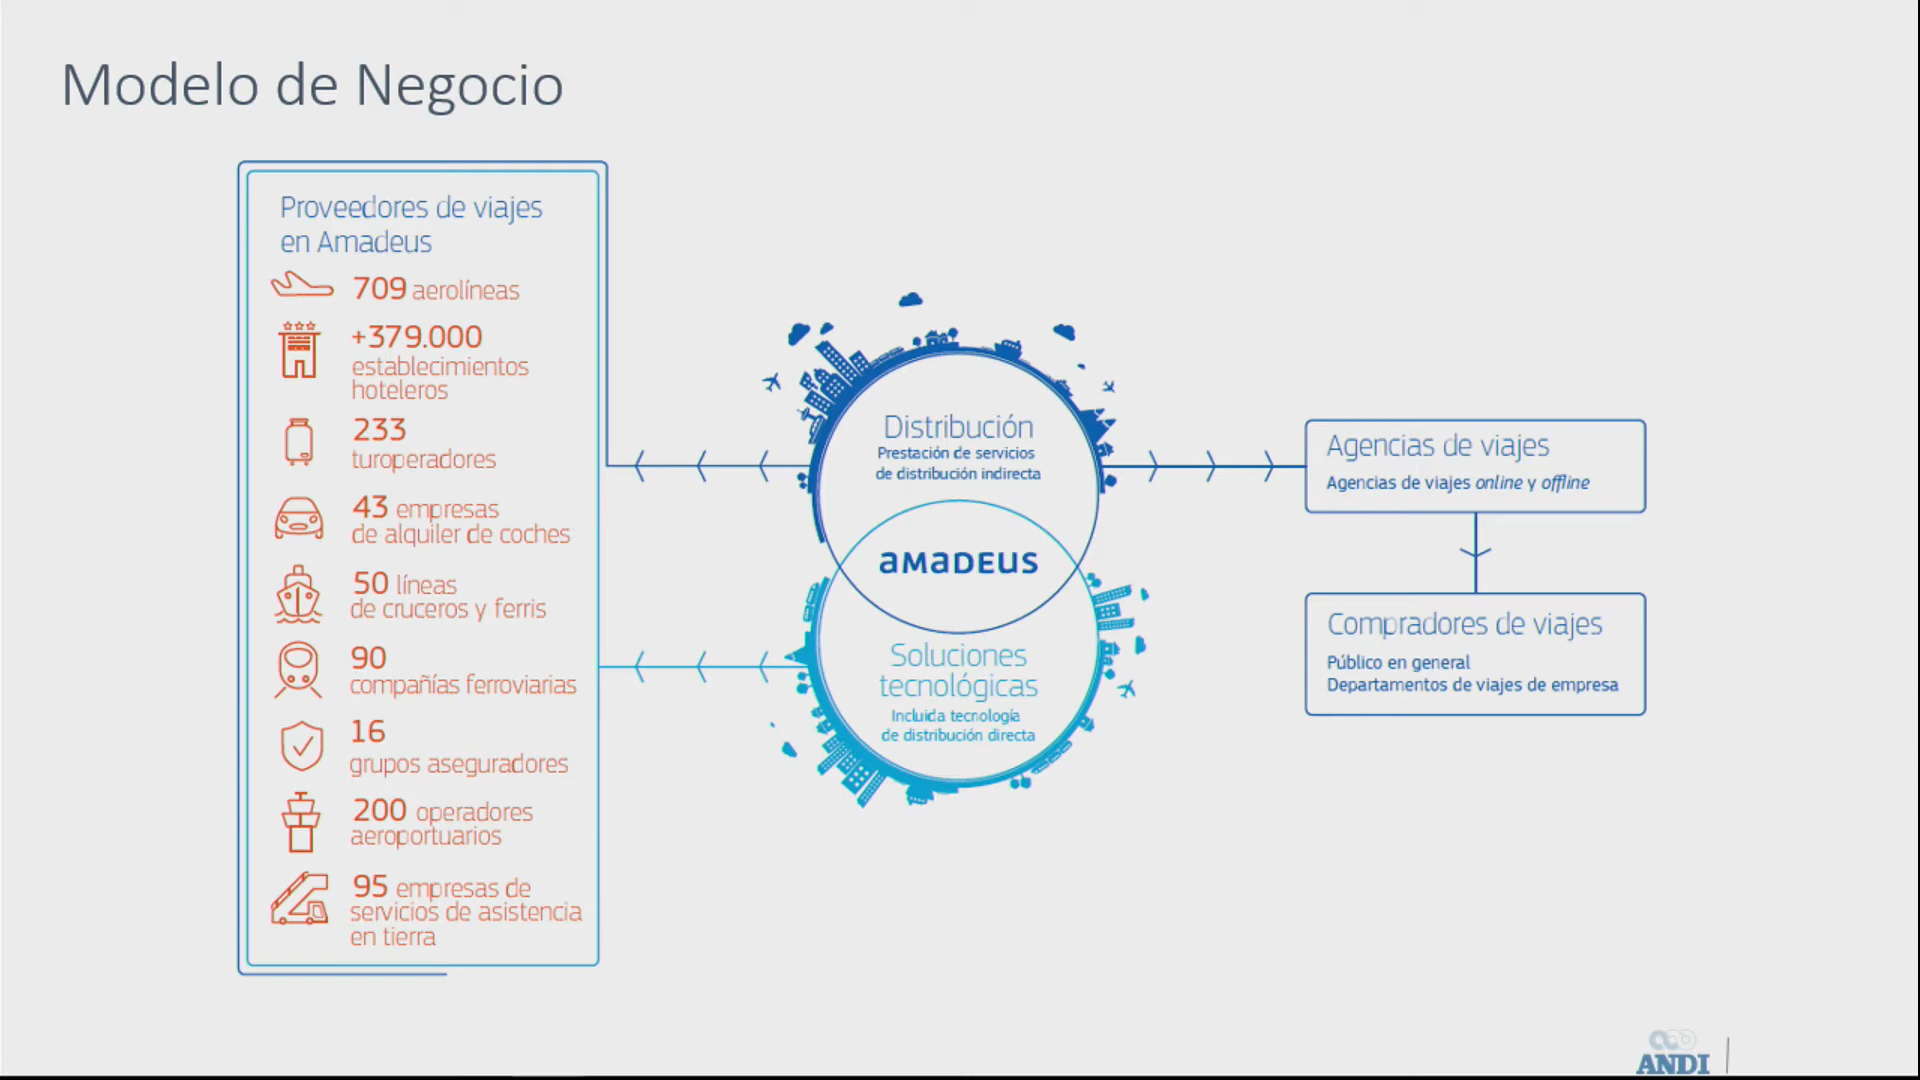 Modelo de Negocio
Proveedores de viajes
en Amadeus
709 aerolíneas
+379.000
establecimientos
hoteleros
233
turoperadores
43 empresas
de alquiler de coches
50 líneas
de cruceros y ferris
90
compañías ferroviarias
16
grupos aseguradores
200 operadores
aeroportuarios
95 empresas de
servicios de asistencia
en tierra
Distribución
Prestación de servicios
de distribución indirecta
amadeus
Soluciones
tecnológicas
Incluida tecnología
de distribución directa
Agencias de viajes
Agencias de viajes online y offline
Compradores de viajes
Público en general
Departamentos de viajes de empresa
ANDI